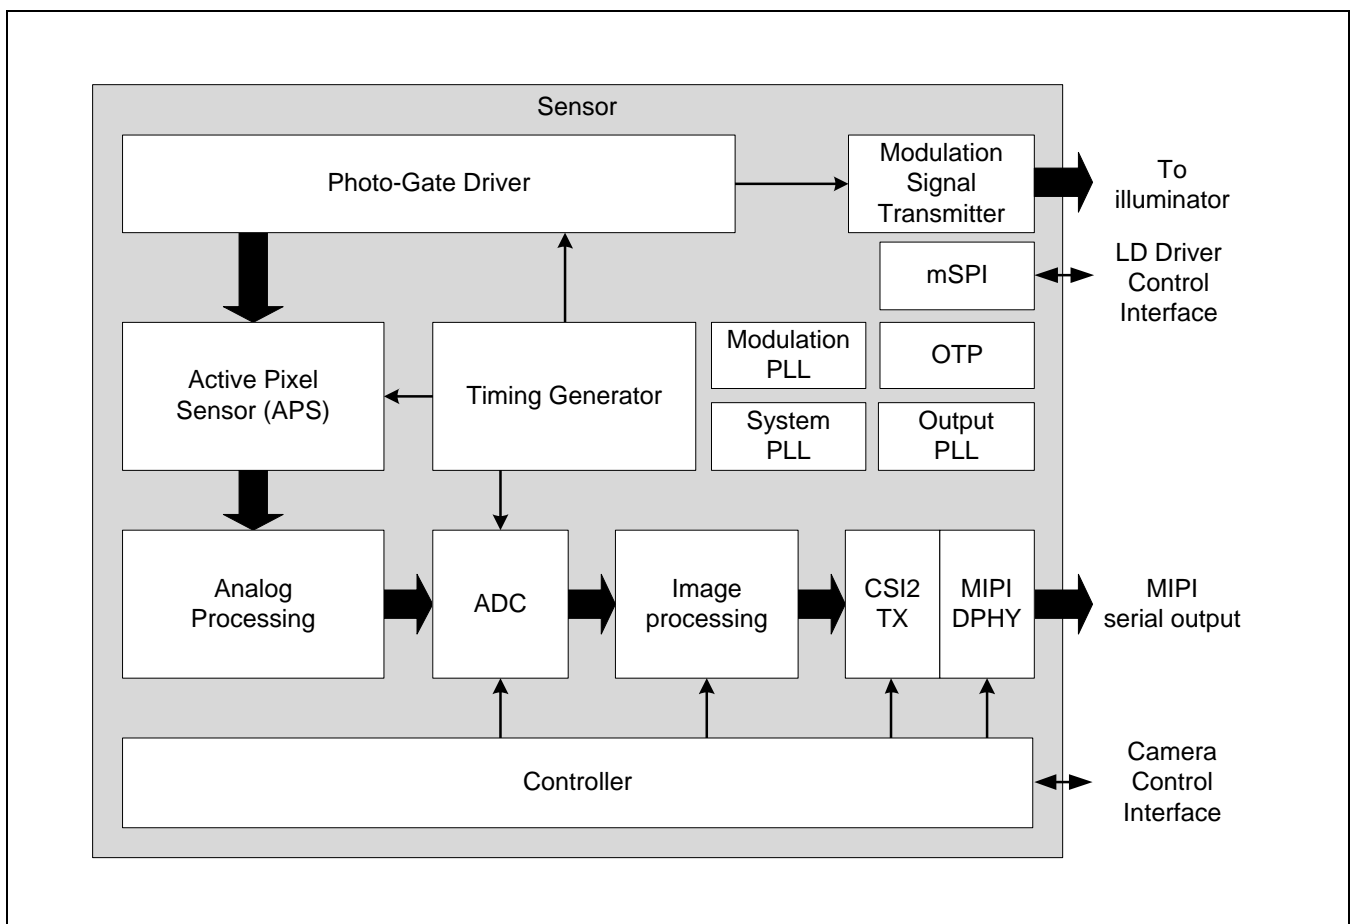 Sensor
Photo-Gate Driver
Modulation
Signal
Transmitter
To
illuminator
mSPI
LD Driver
Control
Interface
Active Pixel
Sensor (APS)
Timing Generator
Modulation
PLL
OTP
System
PLL
Output
PLL
Analog
Processing
ADC
Image
processing
CSI2
TX
MIPI
DPHY
MIPI
serial output
Controller
Camera
Control
Interface